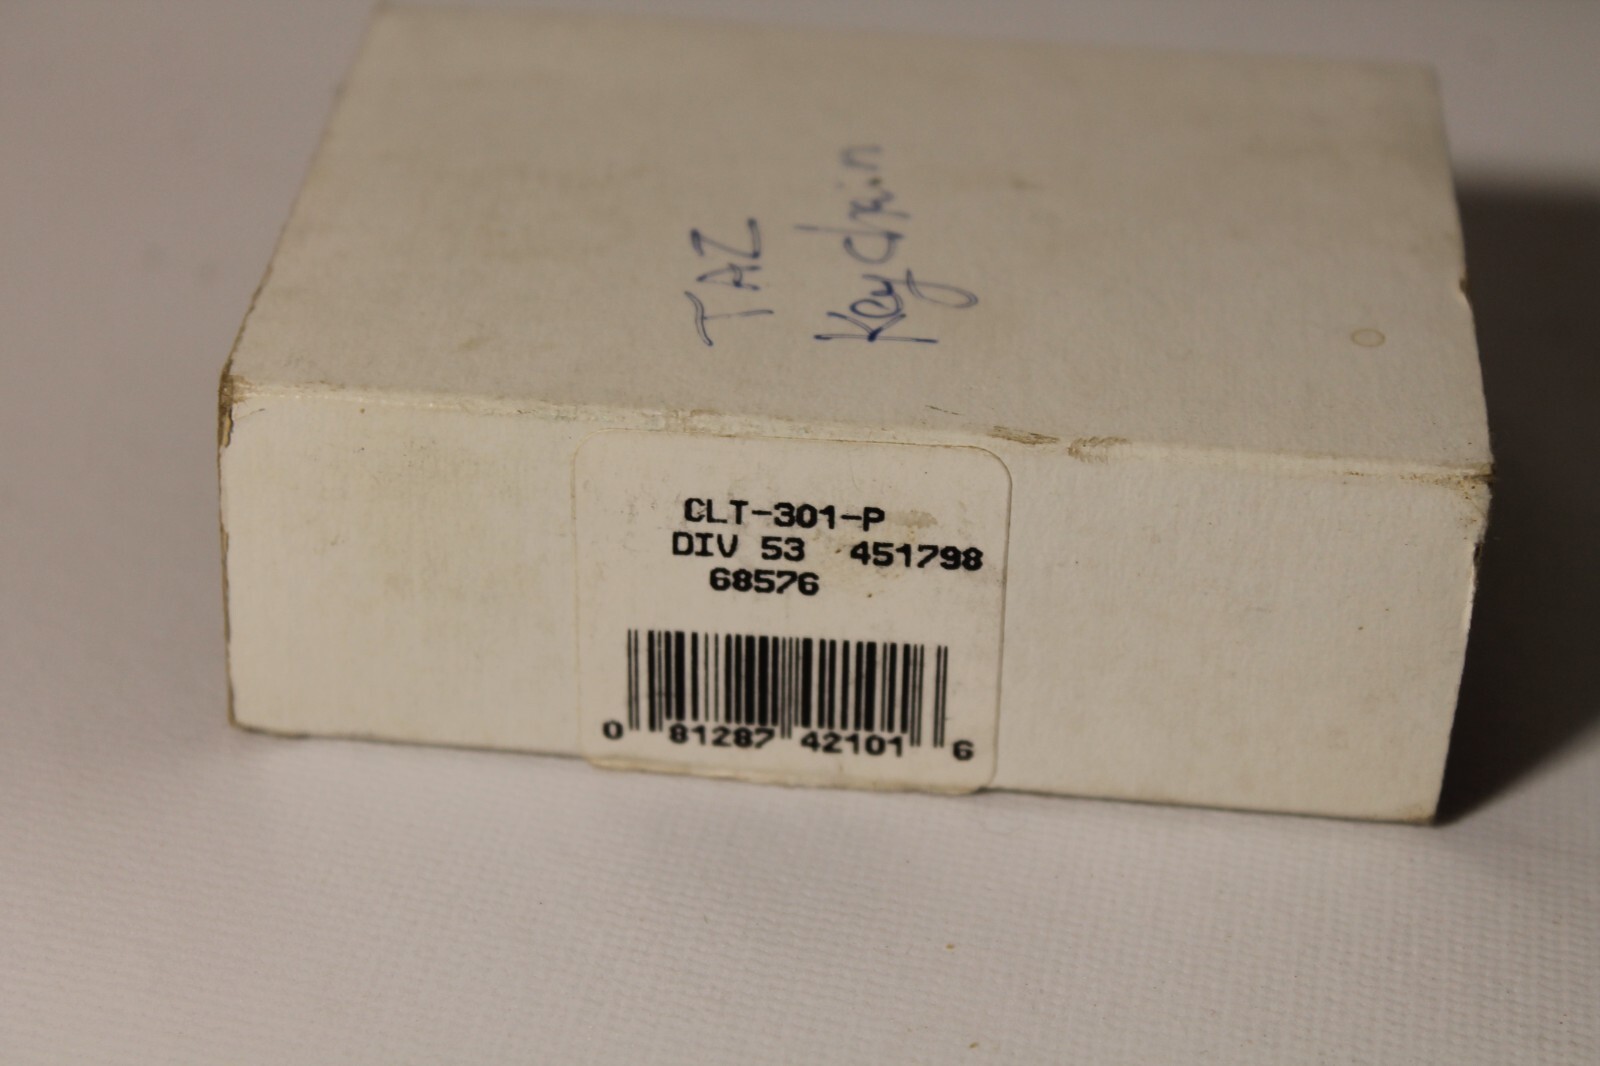 TAZ
Keychain
CLT-301-P
DIV 53 451798
68576
0 81287 42101 6